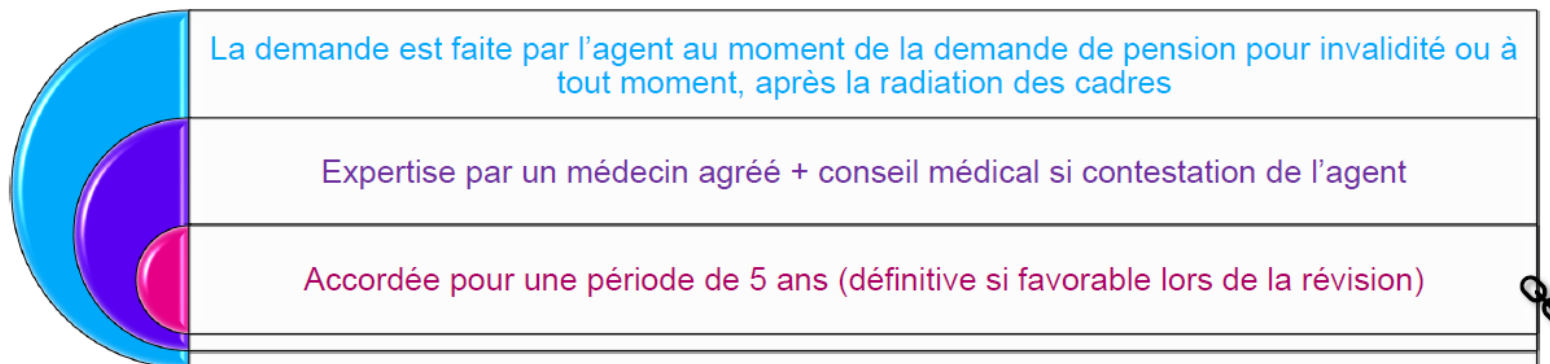 La demande est faite par l’agent au moment de la demande de pension pour invalidité ou à
tout moment, après la radiation des cadres
Expertise par un médecin agréé + conseil médical si contestation de l’agent
Accordée pour une période de 5 ans (définitive si favorable lors de la révision)